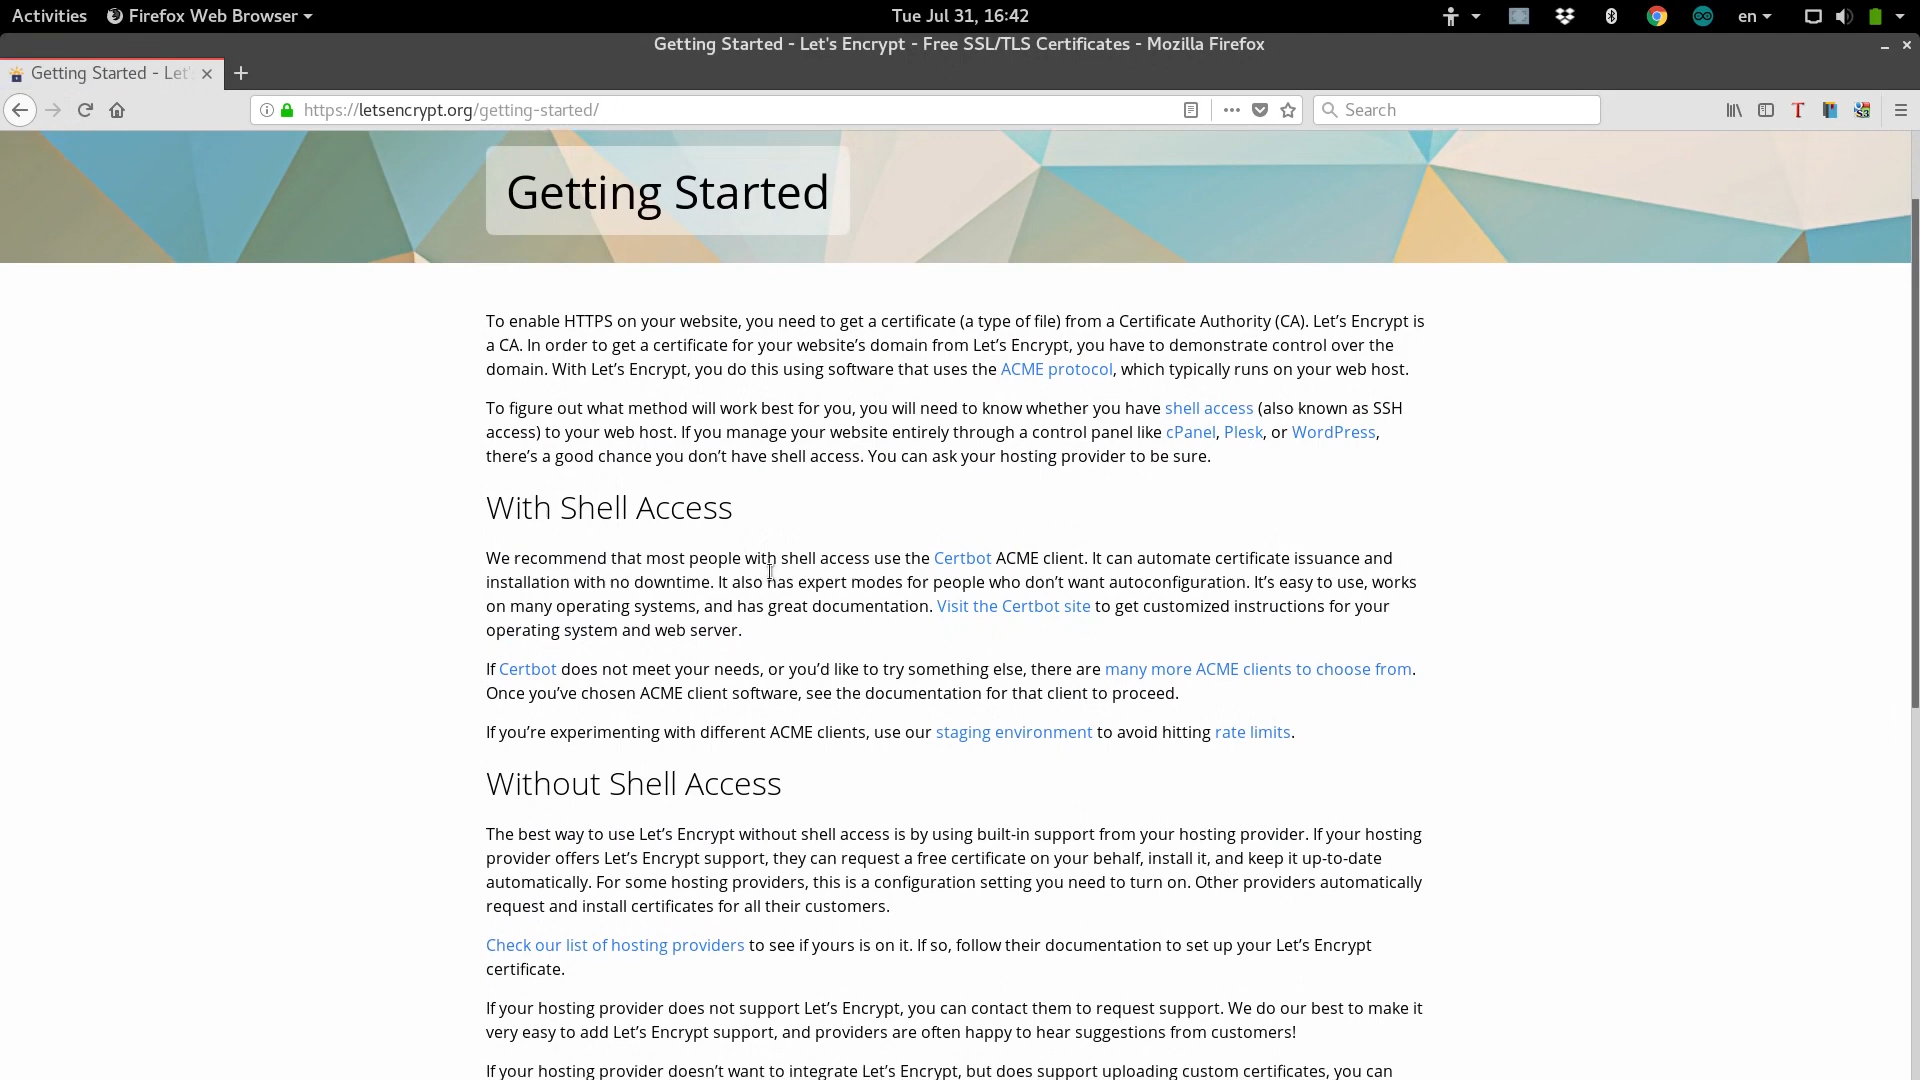 Activities Firefox Web Browser Tue Jul 31, 16:42 en
Getting Started - Let's Encrypt - Free SSL/TLS Certificates - Mozilla Firefox
Getting Started - Let'
https://letsencrypt.org/getting-started/ Search
Getting Started
To enable HTTPS on your website, you need to get a certificate (a type of file) from a Certificate Authority (CA). Let’s Encrypt is
a CA. In order to get a certificate for your website’s domain from Let’s Encrypt, you have to demonstrate control over the
domain. With Let’s Encrypt, you do this using software that uses the ACME protocol, which typically runs on your web host.
To figure out what method will work best for you, you will need to know whether you have shell access (also known as SSH
access) to your web host. If you manage your website entirely through a control panel like cPanel, Plesk, or WordPress,
there’s a good chance you don’t have shell access. You can ask your hosting provider to be sure.
With Shell Access
We recommend that most people with shell access use the Certbot ACME client. It can automate certificate issuance and
installation with no downtime. It also has expert modes for people who don’t want autoconfiguration. It’s easy to use, works
on many operating systems, and has great documentation. Visit the Certbot site to get customized instructions for your
operating system and web server.
If Certbot does not meet your needs, or you’d like to try something else, there are many more ACME clients to choose from.
Once you’ve chosen ACME client software, see the documentation for that client to proceed.
If you’re experimenting with different ACME clients, use our staging environment to avoid hitting rate limits.
Without Shell Access
The best way to use Let’s Encrypt without shell access is by using built-in support from your hosting provider. If your hosting
provider offers Let’s Encrypt support, they can request a free certificate on your behalf, install it, and keep it up-to-date
automatically. For some hosting providers, this is a configuration setting you need to turn on. Other providers automatically
request and install certificates for all their customers.
Check our list of hosting providers to see if yours is on it. If so, follow their documentation to set up your Let’s Encrypt
certificate.
If your hosting provider does not support Let’s Encrypt, you can contact them to request support. We do our best to make it
very easy to add Let’s Encrypt support, and providers are often happy to hear suggestions from customers!
If your hosting provider doesn’t want to integrate Let’s Encrypt, but does support uploading custom certificates, you can